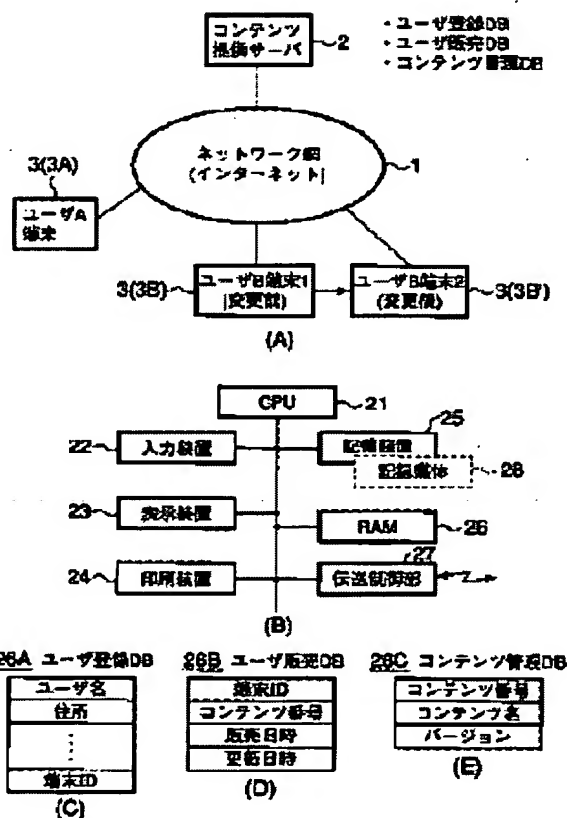 コンテンツ
提供サーバ
2
・ユーザ登録DB
・ユーザ販売DB
・コンテンツ管理DB
ネットワーク網
(インターネット)
1
3(3A)
ユーザA
端末
3(3B)
ユーザB端末1
(変更前)
ユーザB端末2
(変更後)
3(3B')
(A)
CPU
21
22
入力装置
記憶装置
25
記録媒体
28
23
表示装置
RAM
26
24
印刷装置
伝送制御部
27
(B)
26A ユーザ登録DB
ユーザ名
住所
端末ID
(C)
26B ユーザ販売DB
端末ID
コンテンツ番号
販売日時
更新日時
(D)
26C コンテンツ管理DB
コンテンツ番号
コンテンツ名
バージョン
(E)